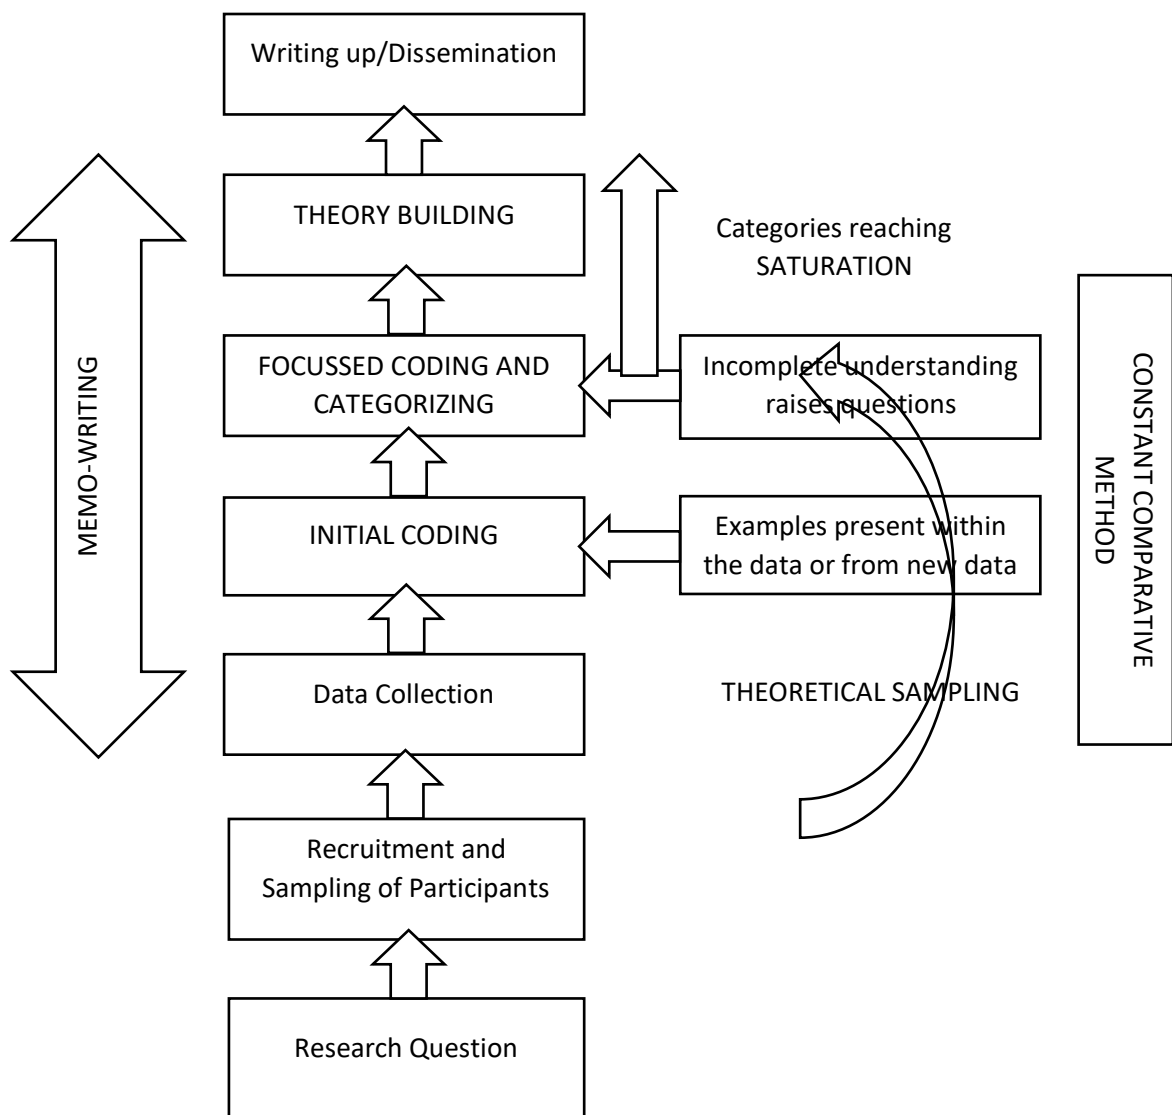 Writing up/Dissemination
THEORY BUILDING
Categories reaching
SATURATION
FOCUSSED CODING AND
CATEGORIZING
Incomplete understanding
raises questions
MEMO-WRITING
CONSTANT COMPARATIVE
METHOD
INITIAL CODING
Examples present within
the data or from new data
Data Collection
THEORETICAL SAMPLING
Recruitment and
Sampling of Participants
Research Question